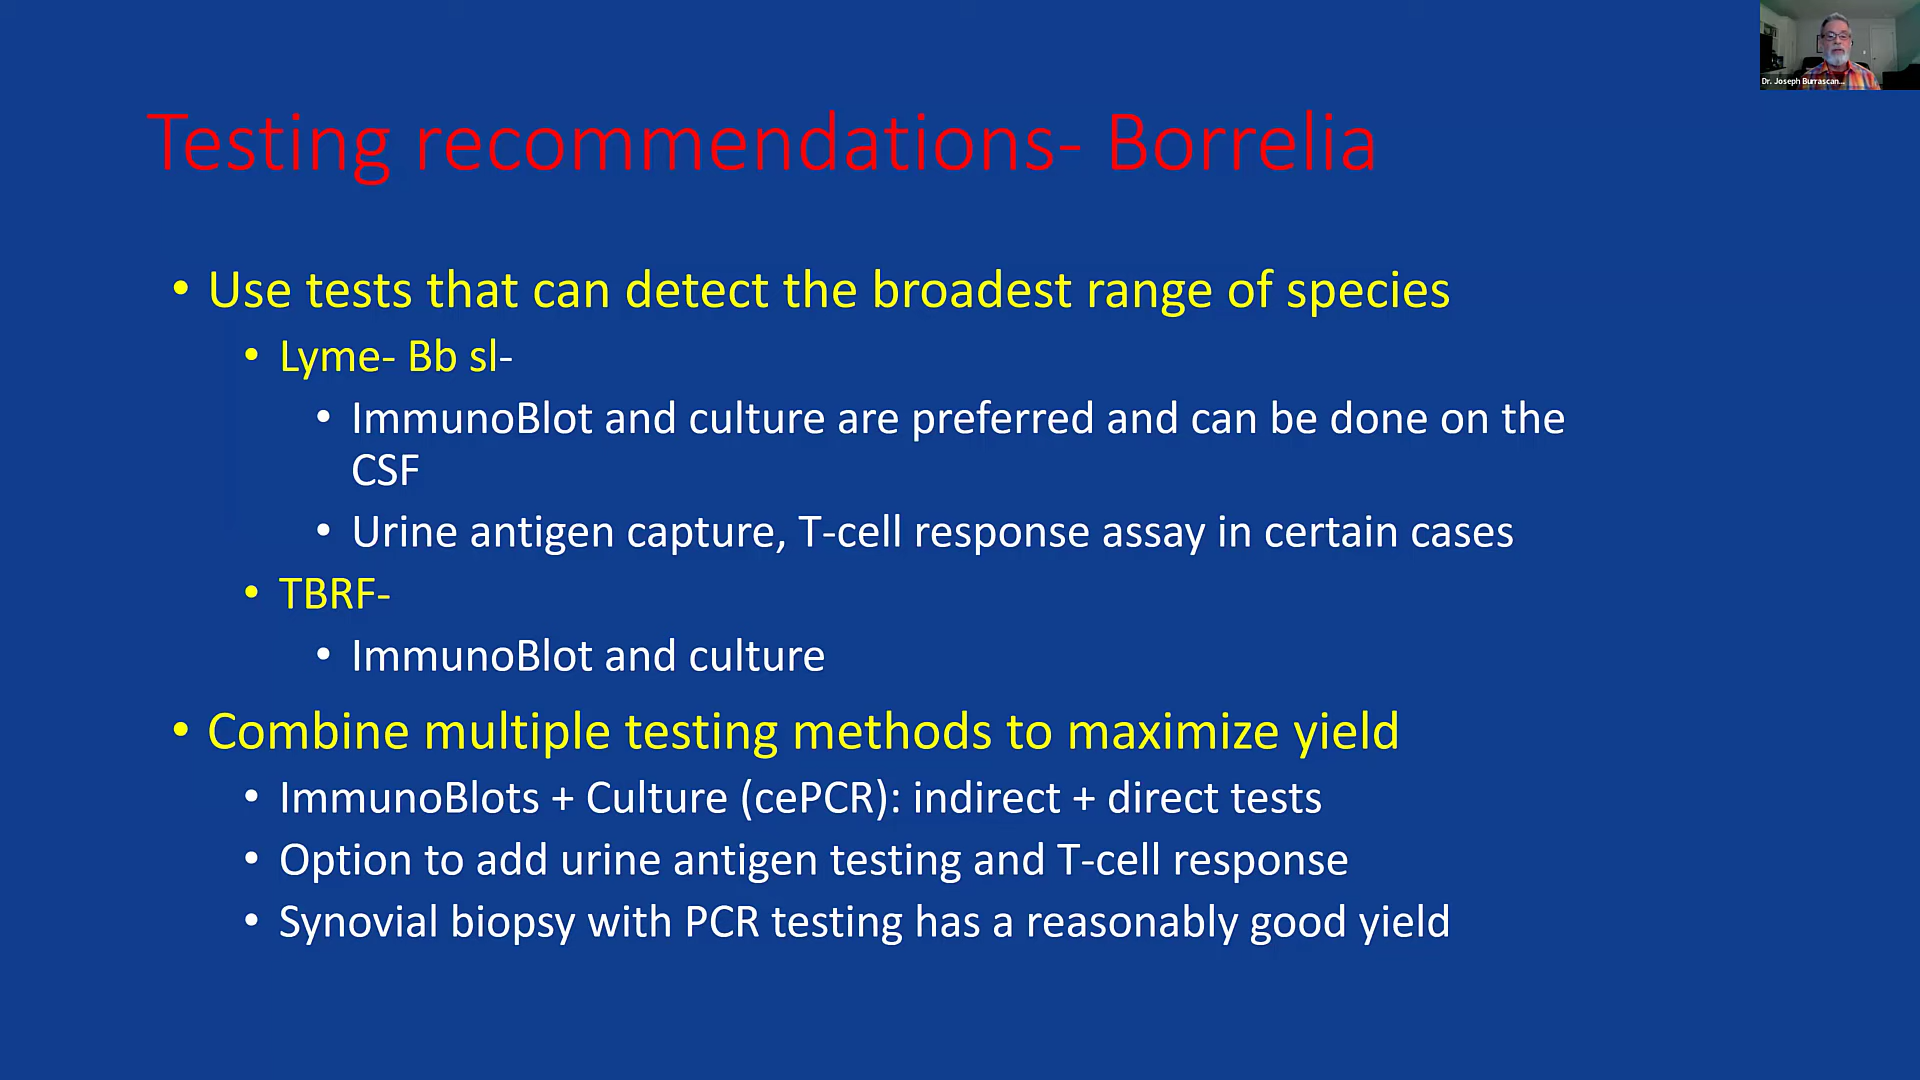 Dr. Joseph Burrascan...
Testing recommendations- Borrelia
• Use tests that can detect the broadest range of species
• Lyme- Bb sl-
• ImmunoBlot and culture are preferred and can be done on the
CSF
• Urine antigen capture, T-cell response assay in certain cases
• TBRF-
• ImmunoBlot and culture
• Combine multiple testing methods to maximize yield
• ImmunoBlots + Culture (cePCR): indirect + direct tests
• Option to add urine antigen testing and T-cell response
• Synovial biopsy with PCR testing has a reasonably good yield